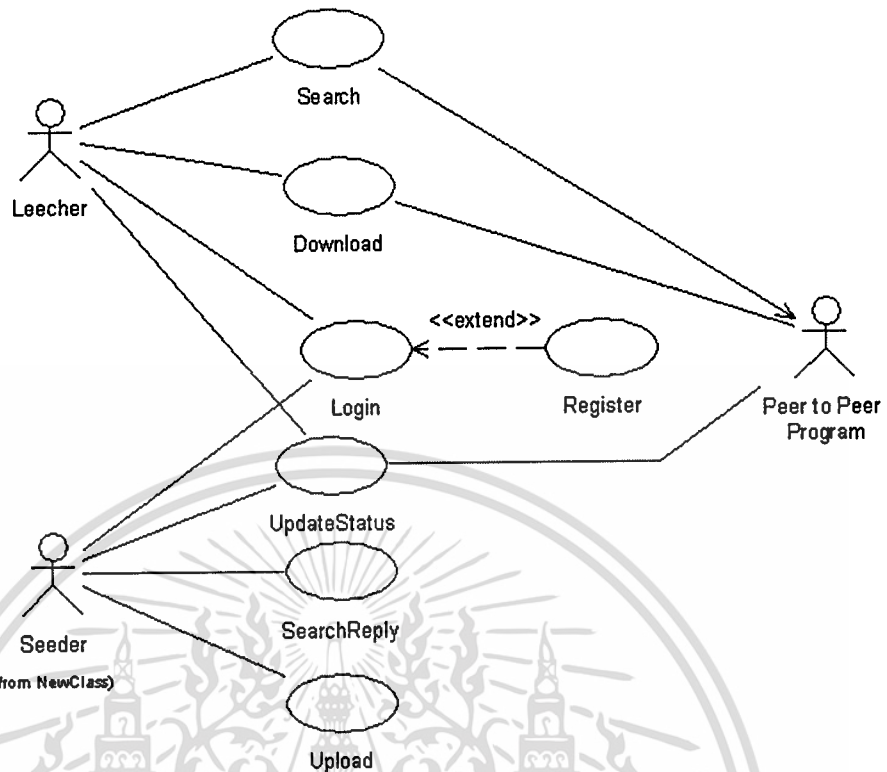 Search
Leecher
Download
<<extend>>
Login
Register
Peer to Peer
Program
UpdateStatus
SearchReply
Seeder
from NewClass)
Upload